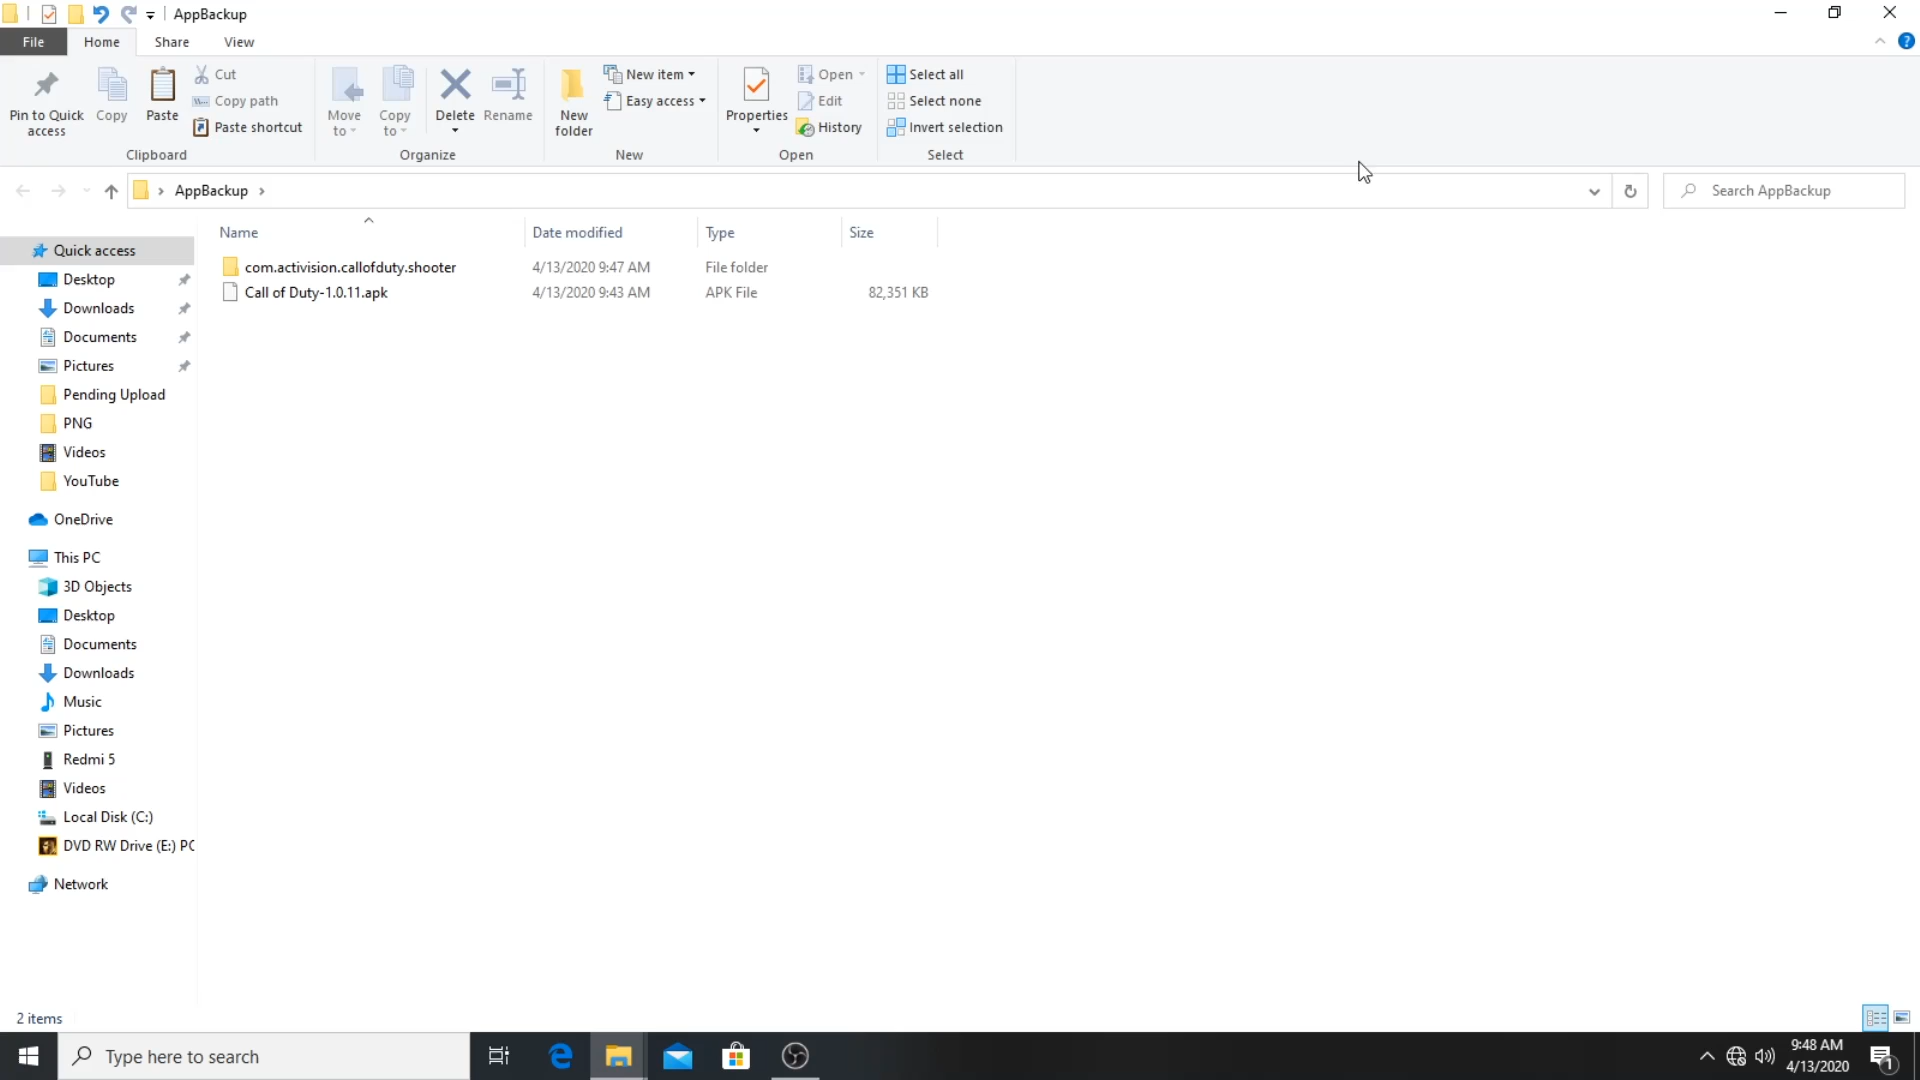 AppBackup
File Home Share View
Pin to Quick access
Copy
Paste
Cut
Copy path
Paste shortcut
Clipboard
Move to
Copy to
Delete
Rename
Organize
New folder
New item
Easy access
New
Properties
Open
Edit
History
Open
Select all
Select none
Invert selection
Select
AppBackup
Search AppBackup
Name Date modified Type Size
com.activision.callofduty.shooter 4/13/2020 9:47 AM File folder
Call of Duty-1.0.11.apk 4/13/2020 9:43 AM APK File 82,351 KB
Quick access
Desktop
Downloads
Documents
Pictures
Pending Upload
PNG
Videos
YouTube
OneDrive
This PC
3D Objects
Desktop
Documents
Downloads
Music
Pictures
Redmi 5
Videos
Local Disk (C:)
DVD RW Drive (E:) PC
Network
2 items
Type here to search
9:48 AM
4/13/2020
1